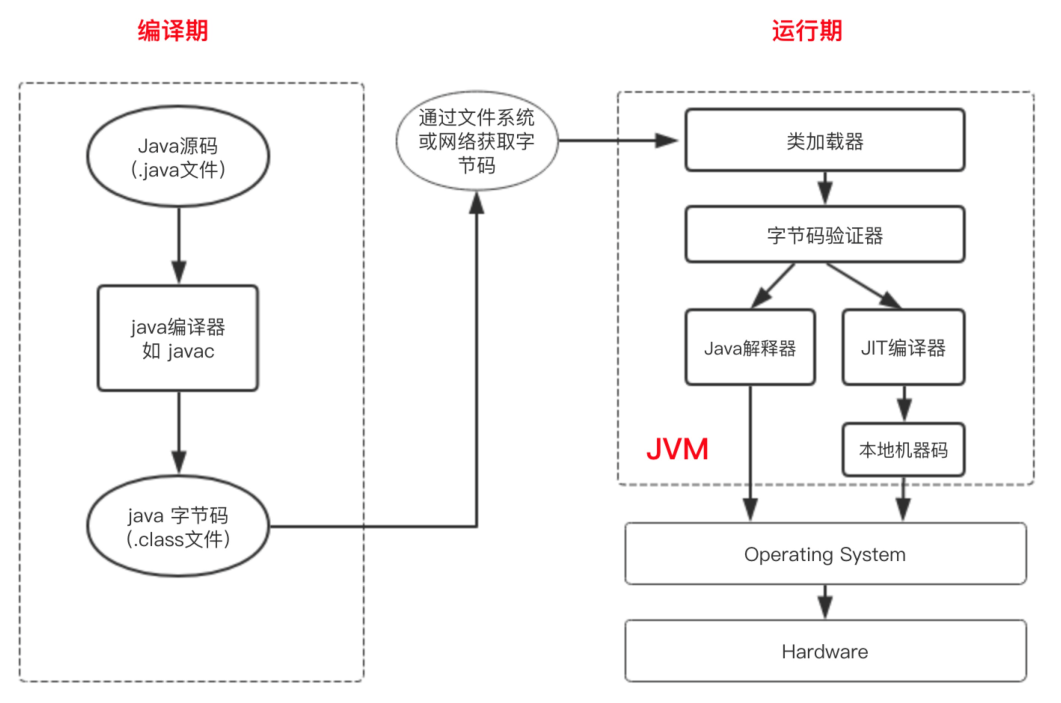 编译期
运行期
Java源码
(.java文件)
java编译器
如 javac
java 字节码
(.class文件)
通过文件系统
或网络获取字
节码
类加载器
字节码验证器
Java解释器
JIT编译器
本地机器码
JVM
Operating System
Hardware